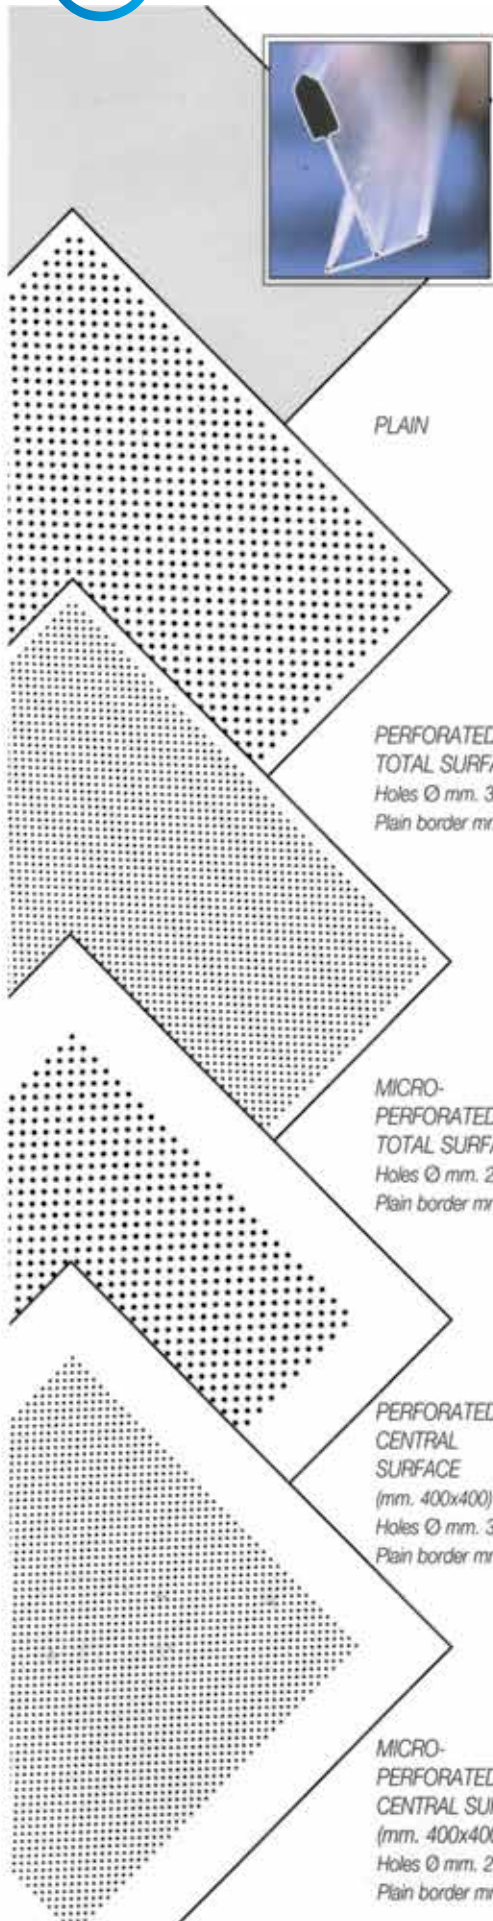 PLAIN
PERFORATED
TOTAL SURFA
Holes Ø mm. 3
Plain border mm
MICRO-
PERFORATED
TOTAL SURFA
Holes Ø mm. 2
Plain border mm
PERFORATED
CENTRAL
SURFACE
(mm. 400x400)
Holes Ø mm. 3
Plain border mm
MICRO-
PERFORATED
CENTRAL SUR
(mm. 400x400
Holes Ø mm. 2
Plain border mm